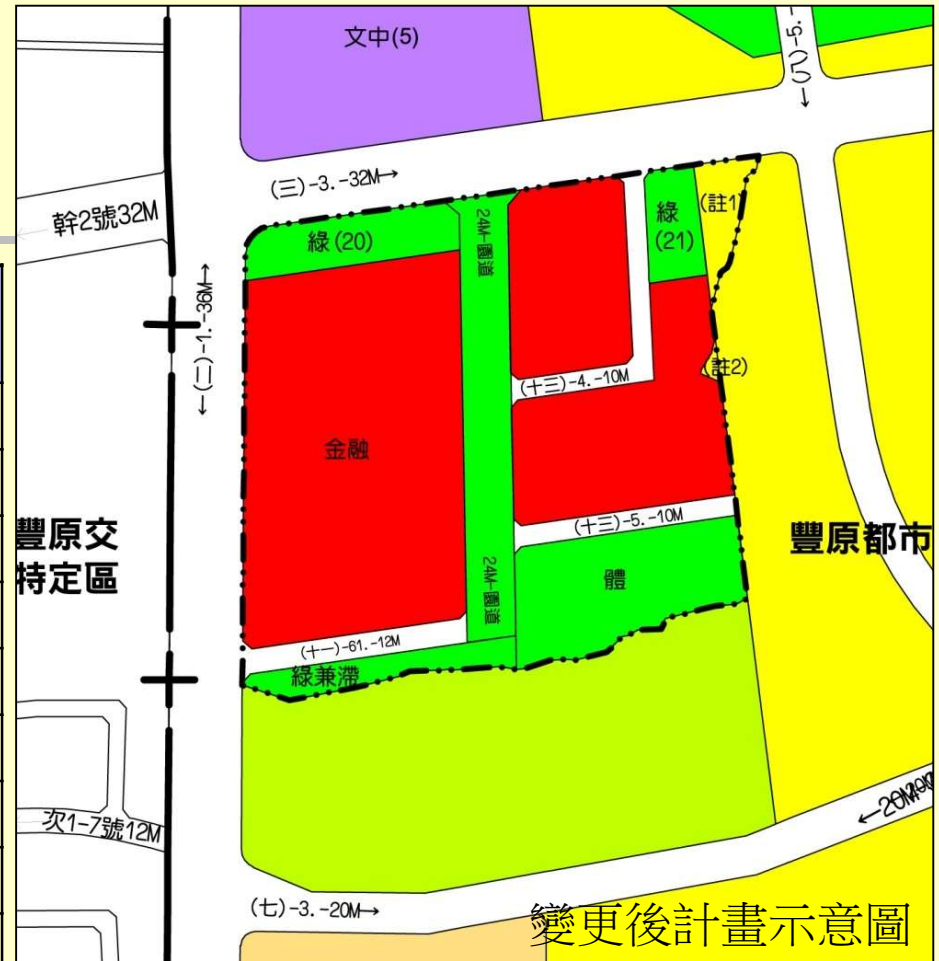 文中(5)
←(八)-5.-
(三)-3.-32M→
幹2號32M
綠(20)
24M-園道
綠
(21)
(註1)
←(二)-1.-36M→
(十三)-4.-10M
(註2)
金融
豐原交
特定區
(十三)-5.-10M
豐原都市
體
24M-園道
(十一)-61.-12M
綠兼滯
次1-7號12M
←20M
(七)-3.-20M→
變更後計畫示意圖